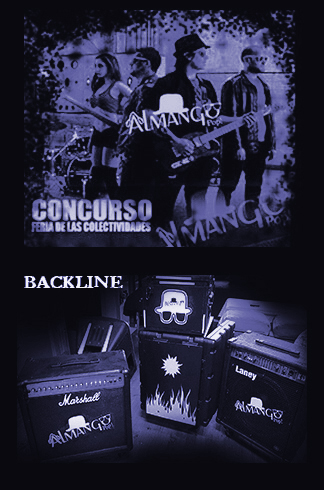 ALMANGO
CONCURSO
FERIA DE LAS COLECTIVIDADES
ALMANGO
BACKLINE
Marshall
ALMANGO
Laney
ALMANGO